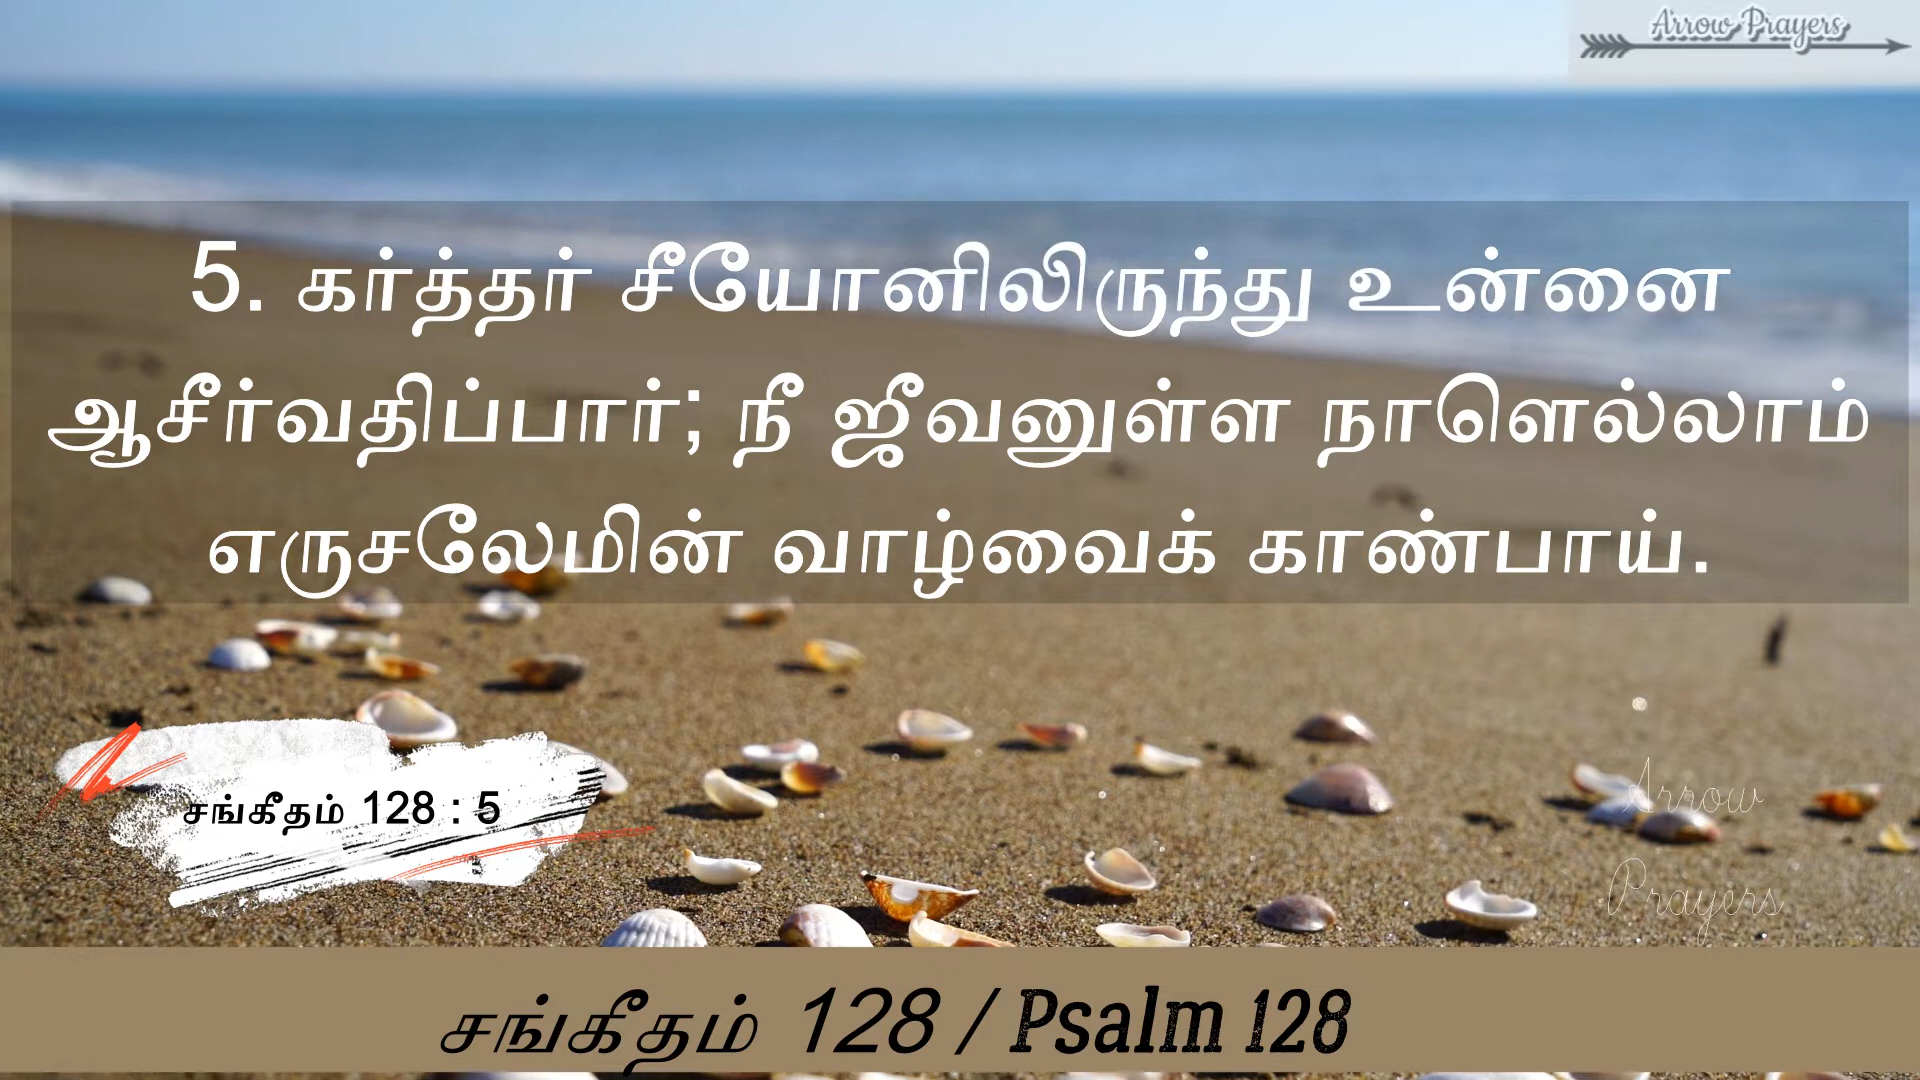 Arrow Prayers
5. கர்த்தர் சீயோனிலிருந்து உன்னை
ஆசீர்வதிப்பார்; நீ ஜீவனுள்ள நாளெல்லாம்
எருசலேமின் வாழ்வைக் காண்பாய்.
சங்கீதம் 128 : 5
Arrow
Prayers
சங்கீதம் 128 / Psalm 128